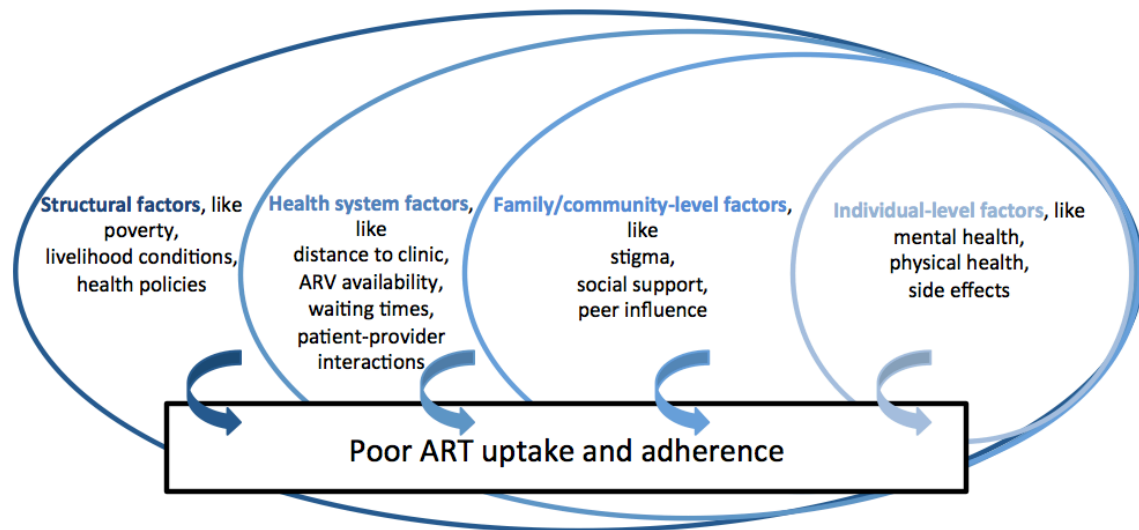 Structural factors, like
poverty,
livelihood conditions,
health policies
Health system factors,
like
distance to clinic,
ARV availability,
waiting times,
patient-provider
interactions
Family/community-level factors,
like
stigma,
social support,
peer influence
Individual-level factors, like
mental health,
physical health,
side effects
Poor ART uptake and adherence